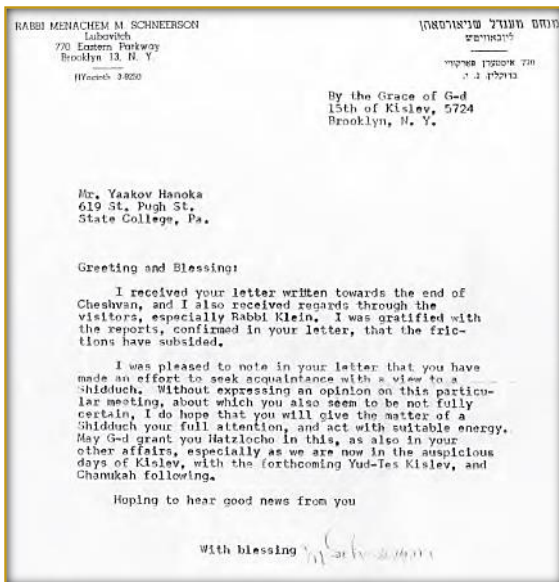 RABBI MENACHEM M. SCHNEERSON
Lubavitch
770 Eastern Parkway
Brooklyn 13, N. Y.
HYacinth 3-9250
מנחם מענדל שניאורסאהן
ליובאוויטש
770 איסטערן פארקוויי
ברוקלין, נ. י.
By the Grace of G-d
15th of Kislev, 5724
Brooklyn, N. Y.
Mr. Yaakov Hanoka
619 St. Pugh St.
State College, Pa.
Greeting and Blessing:
I received your letter written towards the end of
Cheshvan, and I also received regards through the
visitors, especially Rabbi Klein. I was gratified with
the reports, confirmed in your letter, that the fric-
tions have subsided.
I was pleased to note in your letter that you have
made an effort to seek acquaintance with a view to a
Shidduch. Without expressing an opinion on this particu-
lar meeting, about which you also seem to be not fully
certain, I do hope that you will give the matter of a
Shidduch your full attention, and act with suitable energy.
May G-d grant you Hatzlocho in this, as also in your
other affairs, especially as we are now in the auspicious
days of Kislev, with the forthcoming Yud-Tes Kislev, and
Chanukah following.
Hoping to hear good news from you
With blessing M Schneerson